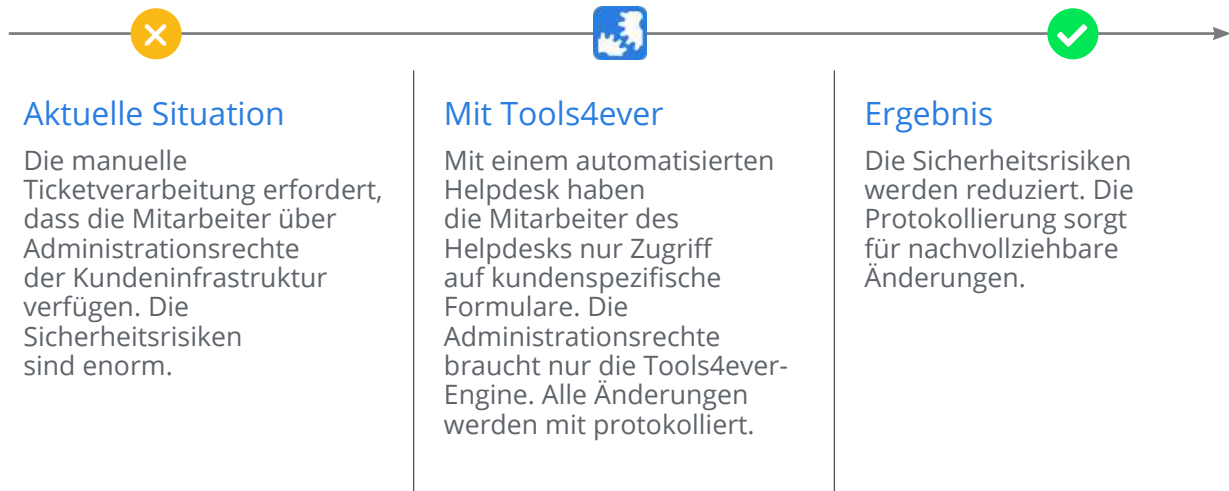 Aktuelle Situation
Die manuelle
Ticketverarbeitung erfordert,
dass die Mitarbeiter über
Administrationsrechte
der Kundeninfrastruktur
verfügen. Die
Sicherheitsrisiken
sind enorm.
Mit Tools4ever
Mit einem automatisierten
Helpdesk haben
die Mitarbeiter des
Helpdesks nur Zugriff
auf kundenspezifische
Formulare. Die
Administrationsrechte
braucht nur die Tools4ever-
Engine. Alle Änderungen
werden mit protokolliert.
Ergebnis
Die Sicherheitsrisiken
werden reduziert. Die
Protokollierung sorgt
für nachvollziehbare
Änderungen.